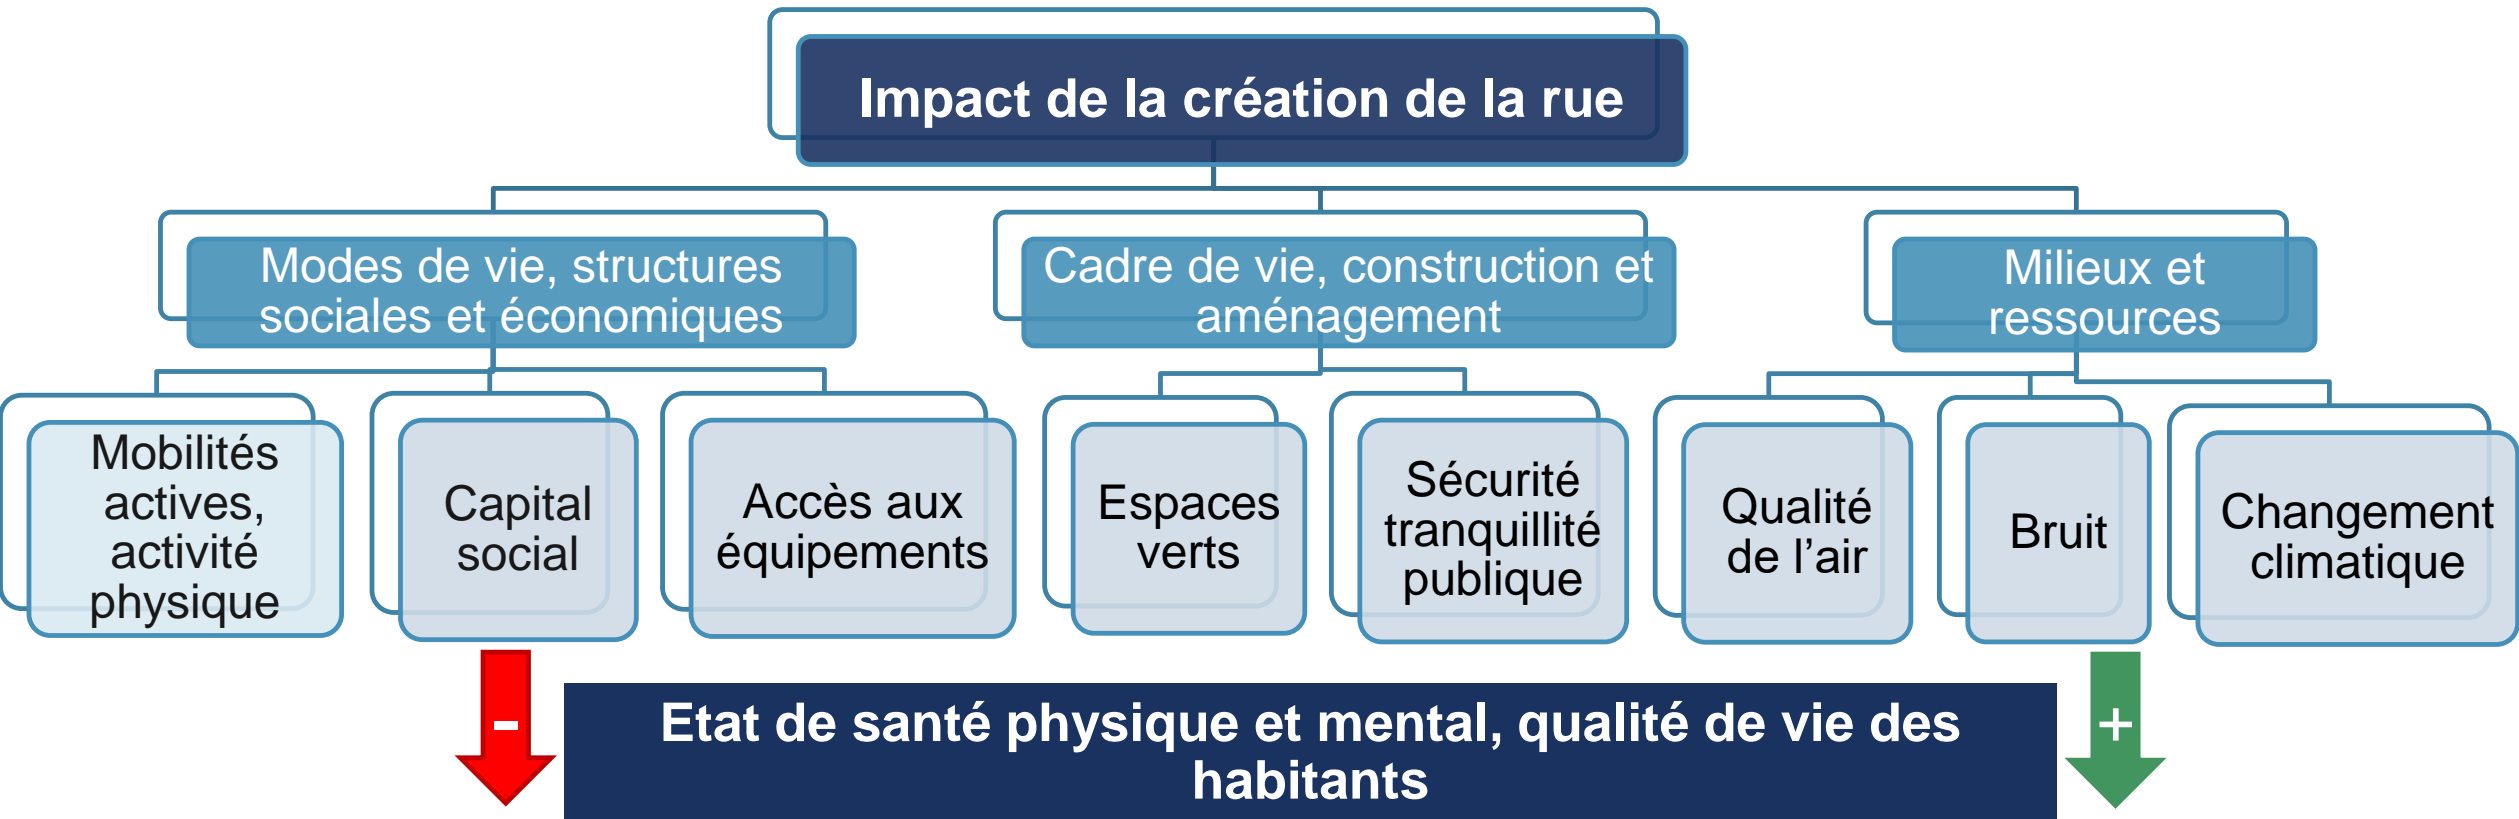 Impact de la création de la rue
Modes de vie, structures
sociales et économiques
Cadre de vie, construction et
aménagement
Milieux et
ressources
Mobilités
actives,
activité
physique
Capital
social
Accès aux
équipements
Espaces
verts
Sécurité
tranquillité
publique
Qualité
de l’air
Bruit
Changement
climatique
-
Etat de santé physique et mental, qualité de vie des
habitants
+